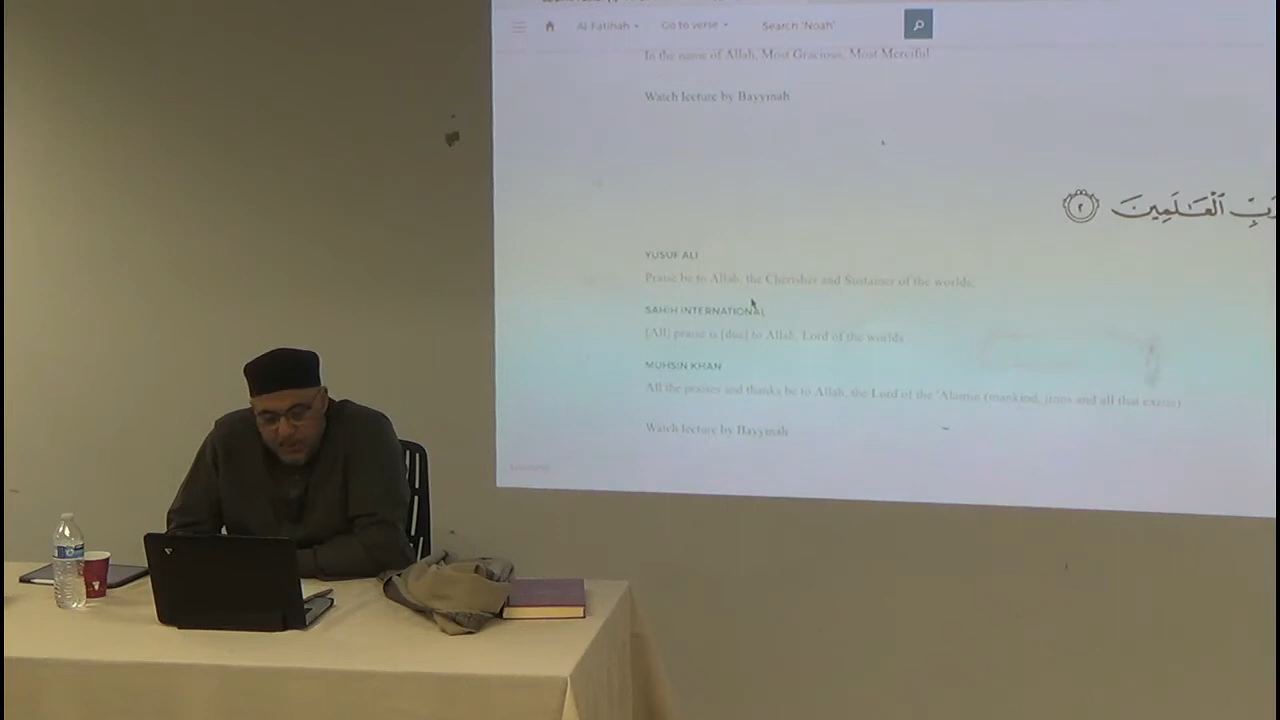 Al Fatihah
Go to verse
Search 'Noah'
In the name of Allah, Most Gracious, Most Merciful
Watch lecture by Bayyinah
رَبِّ الْعَـٰلَمِينَ ٢
YUSUF ALI
Praise be to Allah, the Cherisher and Sustainer of the worlds;
SAHIH INTERNATIONAL
[All] praise is [due] to Allah, Lord of the worlds
MUHSIN KHAN
All the praises and thanks be to Allah, the Lord of the 'Alamin (mankind, jinns and all that exists)
Watch lecture by Bayyinah